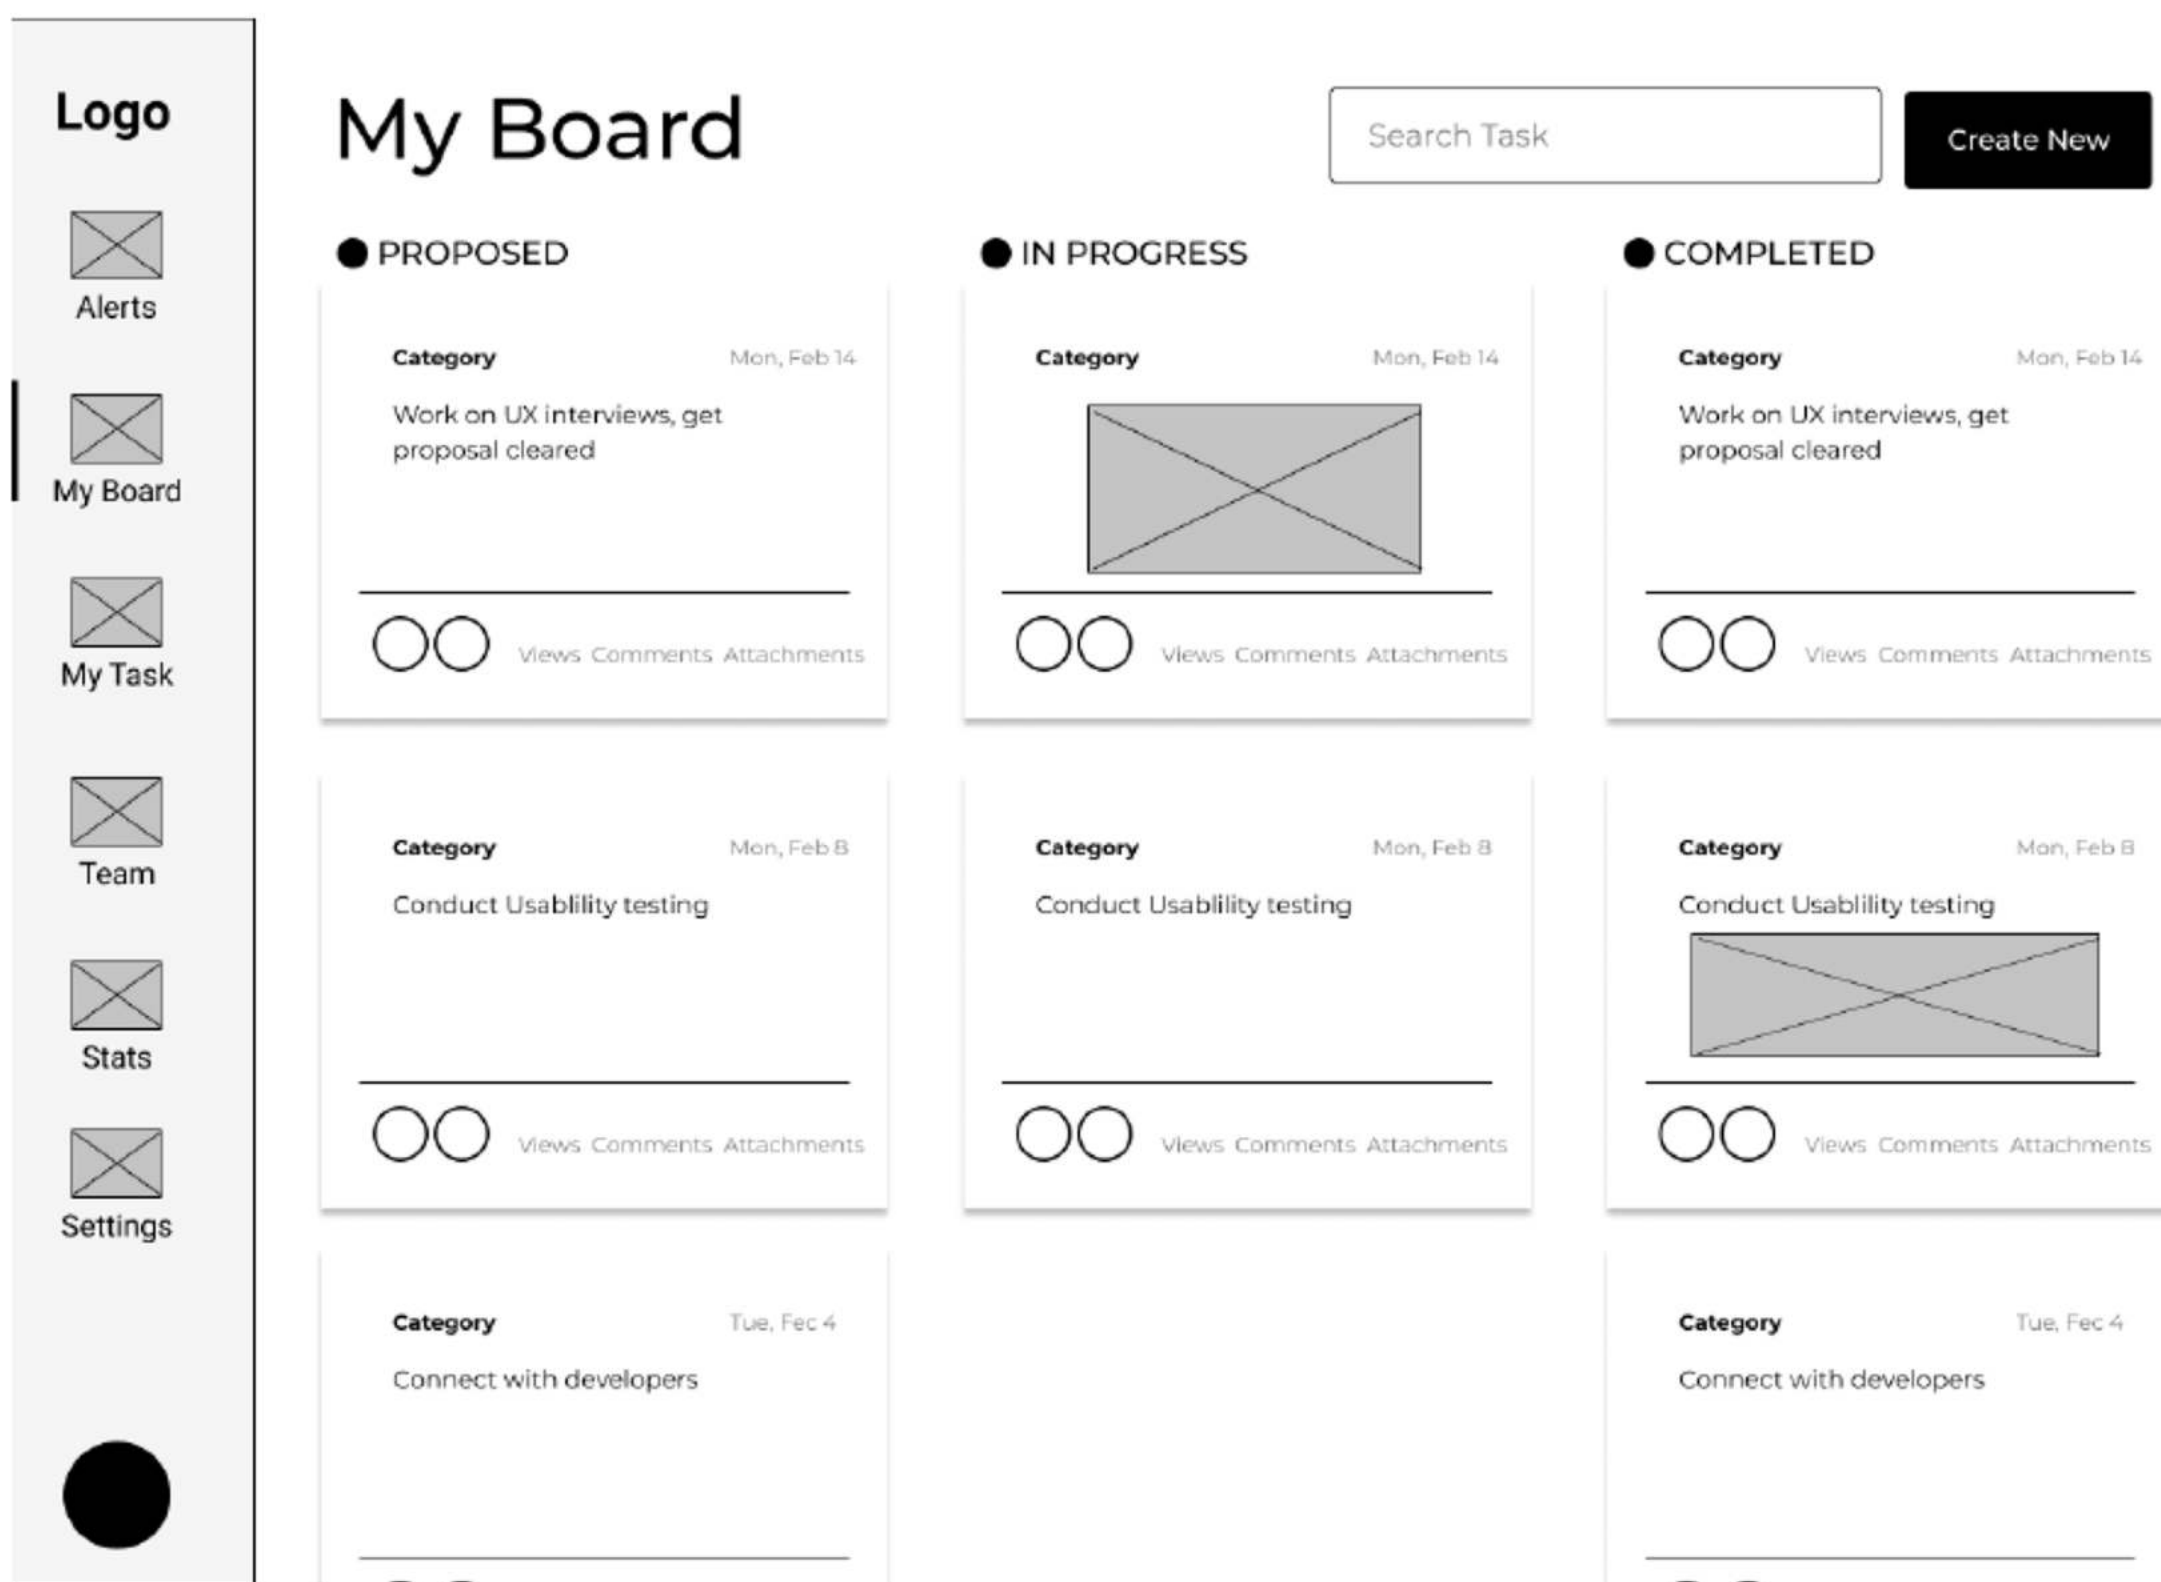 Logo
Alerts
My Board
My Task
Team
Stats
Settings
My Board
Search Task
Create New
PROPOSED
Category
Mon, Feb 14
Work on UX interviews, get
proposal cleared
Views Comments Attachments
Category
Mon, Feb 8
Conduct Usablility testing
Views Comments Attachments
Category
Tue, Fec 4
Connect with developers
IN PROGRESS
Category
Mon, Feb 14
Views Comments Attachments
Category
Mon, Feb 8
Conduct Usablility testing
Views Comments Attachments
COMPLETED
Category
Mon, Feb 14
Work on UX interviews, get
proposal cleared
Views Comments Attachments
Category
Mon, Feb 8
Conduct Usablility testing
Views Comments Attachments
Category
Tue, Fec 4
Connect with developers